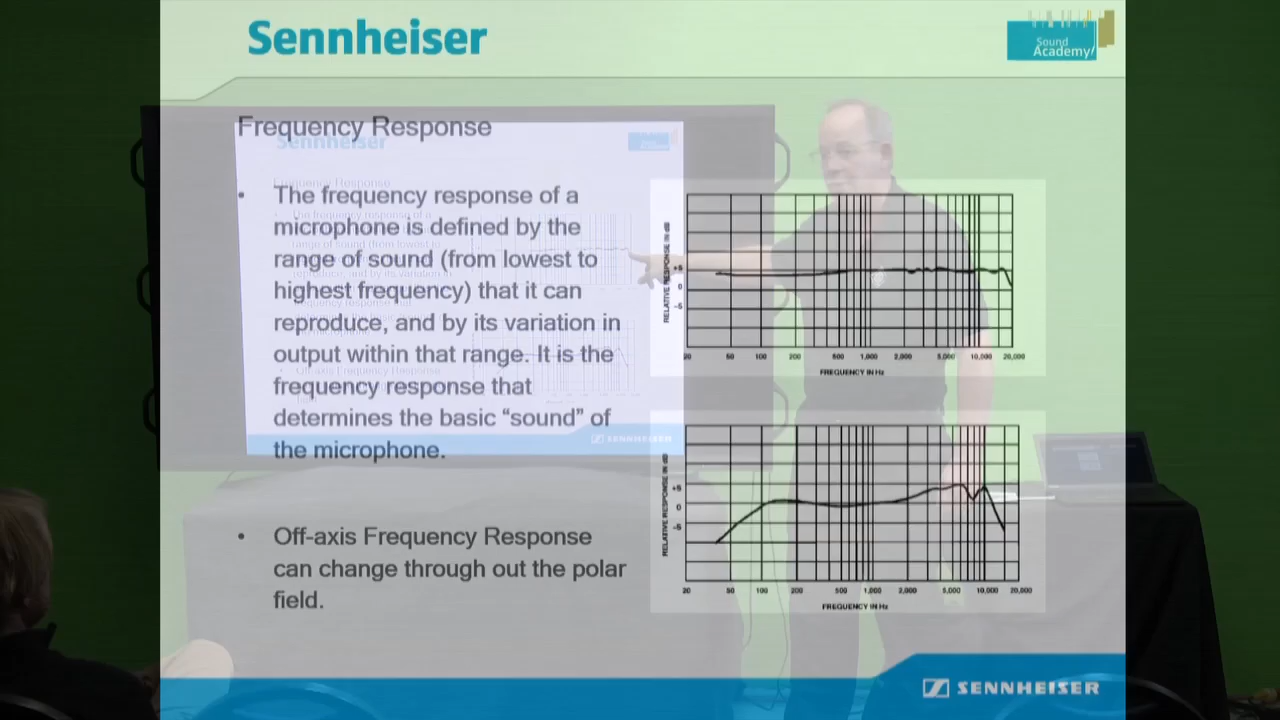 Sennheiser
Sound
Academy/
Frequency Response
• The frequency response of a
microphone is defined by the
range of sound (from lowest to
highest frequency) that it can
reproduce, and by its variation in
output within that range. It is the
frequency response that
determines the basic “sound” of
the microphone.
• Off-axis Frequency Response
can change through out the polar
field.
RELATIVE RESPONSE IN dB
+5
0
-5
20 50 100 200 500 1,000 2,000 5,000 10,000 20,000
FREQUENCY IN Hz
RELATIVE RESPONSE IN dB
+5
0
-5
20 50 100 200 500 1,000 2,000 5,000 10,000 20,000
FREQUENCY IN Hz
SENNHEISER
Sennheiser
Frequency Response
SENNHEISER